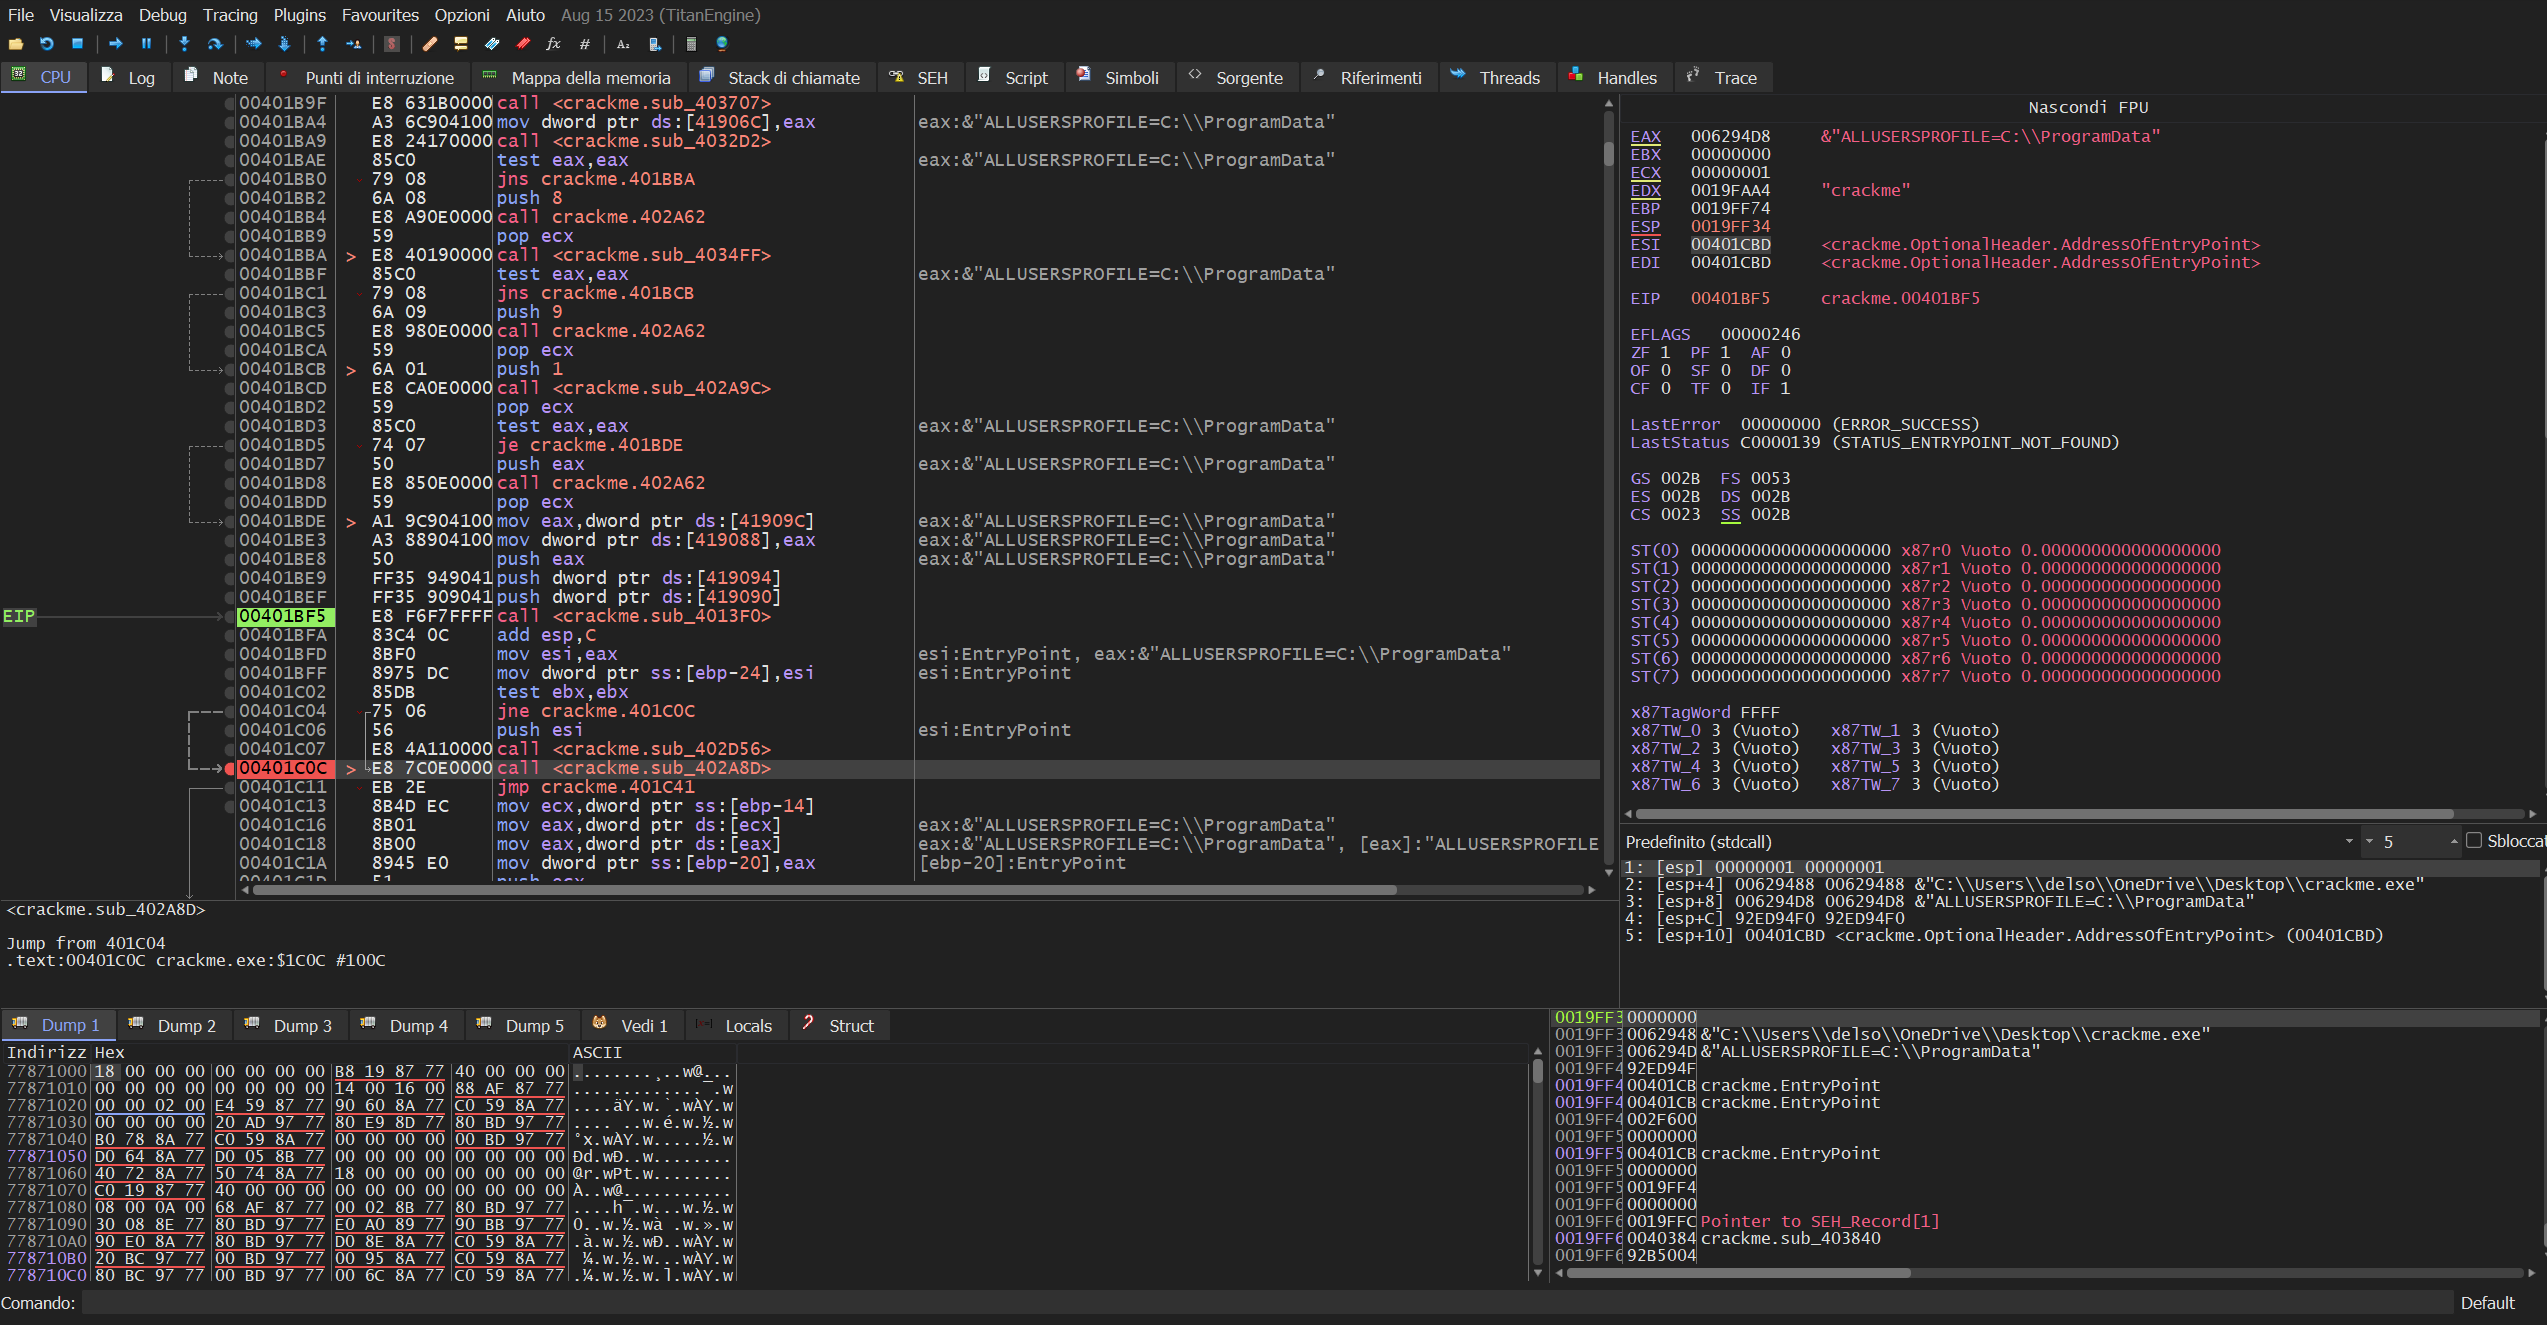 File Visualizza Debug Tracing Plugins Favourites Opzioni Aiuto Aug 15 2023 (TitanEngine)
CPU Log Note Punti di interruzione Mappa della memoria Stack di chiamate SEH Script Simboli Sorgente Riferimenti Threads Handles Trace
00401B9F E8 631B0000 call <crackme.sub_403707>
00401BA4 A3 6C904100 mov dword ptr ds:[41906C],eax eax:&"ALLUSERSPROFILE=C:\\ProgramData"
00401BA9 E8 24170000 call <crackme.sub_4032D2>
00401BAE 85C0 test eax,eax eax:&"ALLUSERSPROFILE=C:\\ProgramData"
00401BB0 79 08 jns crackme.401BBA
00401BB2 6A 08 push 8
00401BB4 E8 A90E0000 call crackme.402A62
00401BB9 59 pop ecx
00401BBA > E8 40190000 call <crackme.sub_4034FF>
00401BBF 85C0 test eax,eax eax:&"ALLUSERSPROFILE=C:\\ProgramData"
00401BC1 79 08 jns crackme.401BCB
00401BC3 6A 09 push 9
00401BC5 E8 980E0000 call crackme.402A62
00401BCA 59 pop ecx
00401BCB > 6A 01 push 1
00401BCD E8 CA0E0000 call <crackme.sub_402A9C>
00401BD2 59 pop ecx
00401BD3 85C0 test eax,eax eax:&"ALLUSERSPROFILE=C:\\ProgramData"
00401BD5 74 07 je crackme.401BDE
00401BD7 50 push eax eax:&"ALLUSERSPROFILE=C:\\ProgramData"
00401BD8 E8 850E0000 call crackme.402A62
00401BDD 59 pop ecx
00401BDE > A1 9C904100 mov eax,dword ptr ds:[41909C] eax:&"ALLUSERSPROFILE=C:\\ProgramData"
00401BE3 A3 88904100 mov dword ptr ds:[419088],eax eax:&"ALLUSERSPROFILE=C:\\ProgramData"
00401BE8 50 push eax eax:&"ALLUSERSPROFILE=C:\\ProgramData"
00401BE9 FF35 949041 push dword ptr ds:[419094]
00401BEF FF35 909041 push dword ptr ds:[419090]
EIP 00401BF5 E8 F6F7FFFF call <crackme.sub_4013F0>
00401BFA 83C4 0C add esp,C
00401BFD 8BF0 mov esi,eax esi:EntryPoint, eax:&"ALLUSERSPROFILE=C:\\ProgramData"
00401BFF 8975 DC mov dword ptr ss:[ebp-24],esi esi:EntryPoint
00401C02 85DB test ebx,ebx
00401C04 75 06 jne crackme.401C0C
00401C06 56 push esi esi:EntryPoint
00401C07 E8 4A110000 call <crackme.sub_402D56>
00401C0C > E8 7C0E0000 call <crackme.sub_402A8D>
00401C11 EB 2E jmp crackme.401C41
00401C13 8B4D EC mov ecx,dword ptr ss:[ebp-14]
00401C16 8B01 mov eax,dword ptr ds:[ecx] eax:&"ALLUSERSPROFILE=C:\\ProgramData"
00401C18 8B00 mov eax,dword ptr ds:[eax] eax:&"ALLUSERSPROFILE=C:\\ProgramData", [eax]:"ALLUSERSPROFILE
00401C1A 8945 E0 mov dword ptr ss:[ebp-20],eax [ebp-20]:EntryPoint
<crackme.sub_402A8D>
Jump from 401C04
.text:00401C0C crackme.exe:$1C0C #100C
Nascondi FPU
EAX 006294D8 &"ALLUSERSPROFILE=C:\\ProgramData"
EBX 00000000
ECX 00000001
EDX 0019FAA4 "crackme"
EBP 0019FF74
ESP 0019FF34
ESI 00401CBD <crackme.OptionalHeader.AddressOfEntryPoint>
EDI 00401CBD <crackme.OptionalHeader.AddressOfEntryPoint>
EIP 00401BF5 crackme.00401BF5
EFLAGS 00000246
ZF 1 PF 1 AF 0
OF 0 SF 0 DF 0
CF 0 TF 0 IF 1
LastError 00000000 (ERROR_SUCCESS)
LastStatus C0000139 (STATUS_ENTRYPOINT_NOT_FOUND)
GS 002B FS 0053
ES 002B DS 002B
CS 0023 SS 002B
ST(0) 00000000000000000000 x87r0 Vuoto 0.000000000000000000
ST(1) 00000000000000000000 x87r1 Vuoto 0.000000000000000000
ST(2) 00000000000000000000 x87r2 Vuoto 0.000000000000000000
ST(3) 00000000000000000000 x87r3 Vuoto 0.000000000000000000
ST(4) 00000000000000000000 x87r4 Vuoto 0.000000000000000000
ST(5) 00000000000000000000 x87r5 Vuoto 0.000000000000000000
ST(6) 00000000000000000000 x87r6 Vuoto 0.000000000000000000
ST(7) 00000000000000000000 x87r7 Vuoto 0.000000000000000000
x87TagWord FFFF
x87TW_0 3 (Vuoto) x87TW_1 3 (Vuoto)
x87TW_2 3 (Vuoto) x87TW_3 3 (Vuoto)
x87TW_4 3 (Vuoto) x87TW_5 3 (Vuoto)
x87TW_6 3 (Vuoto) x87TW_7 3 (Vuoto)
Predefinito (stdcall) 5 Sbloccat
1: [esp] 00000001 00000001
2: [esp+4] 00629488 00629488 &"C:\\Users\\delso\\OneDrive\\Desktop\\crackme.exe"
3: [esp+8] 006294D8 006294D8 &"ALLUSERSPROFILE=C:\\ProgramData"
4: [esp+C] 92ED94F0 92ED94F0
5: [esp+10] 00401CBD <crackme.OptionalHeader.AddressOfEntryPoint> (00401CBD)
Dump 1 Dump 2 Dump 3 Dump 4 Dump 5 Vedi 1 Locals Struct
Indirizz Hex ASCII
77871000 18 00 00 00 00 00 00 00 B8 19 87 77 40 00 00 00 ........¸..w@...
77871010 00 00 00 00 00 00 00 00 14 00 16 00 88 AF 87 77 .............¯.w
77871020 00 00 02 00 E4 59 87 77 90 60 8A 77 C0 59 8A 77 ....äY.w.`.wÀY.w
77871030 00 00 00 00 20 AD 97 77 80 E9 8D 77 80 BD 97 77 .... ..w.é.w.½.w
77871040 B0 78 8A 77 C0 59 8A 77 00 00 00 00 00 BD 97 77 °x.wÀY.w.....½.w
77871050 D0 64 8A 77 D0 05 8B 77 00 00 00 00 00 00 00 00 Ðd.wÐ..w........
77871060 40 72 8A 77 50 74 8A 77 18 00 00 00 00 00 00 00 @r.wPt.w........
77871070 C0 19 87 77 40 00 00 00 00 00 00 00 00 00 00 00 À..w@...........
77871080 08 00 0A 00 68 AF 87 77 00 02 8B 77 80 BD 97 77 ....h¯.w...w.½.w
77871090 30 08 8E 77 80 BD 97 77 E0 A0 89 77 90 BB 97 77 0..w.½.wà .w.».w
778710A0 90 E0 8A 77 80 BD 97 77 D0 8E 8A 77 C0 59 8A 77 .à.w.½.wÐ..wÀY.w
778710B0 20 BC 97 77 00 BD 97 77 00 95 8A 77 C0 59 8A 77 ¼.w.½.w...wÀY.w
778710C0 80 BC 97 77 00 BD 97 77 00 6C 8A 77 C0 59 8A 77 .¼.w.½.w.l.wÀY.w
0019FF3 0000000
0019FF3 0062948 &"C:\\Users\\delso\\OneDrive\\Desktop\\crackme.exe"
0019FF3 006294D &"ALLUSERSPROFILE=C:\\ProgramData"
0019FF4 92ED94F
0019FF4 00401CB crackme.EntryPoint
0019FF4 00401CB crackme.EntryPoint
0019FF4 002F600
0019FF5 0000000
0019FF5 00401CB crackme.EntryPoint
0019FF5 0000000
0019FF5 0019FF4
0019FF6 0000000
0019FF6 0019FFC Pointer to SEH_Record[1]
0019FF6 0040384 crackme.sub_403840
0019FF6 92B5004
Comando: Default